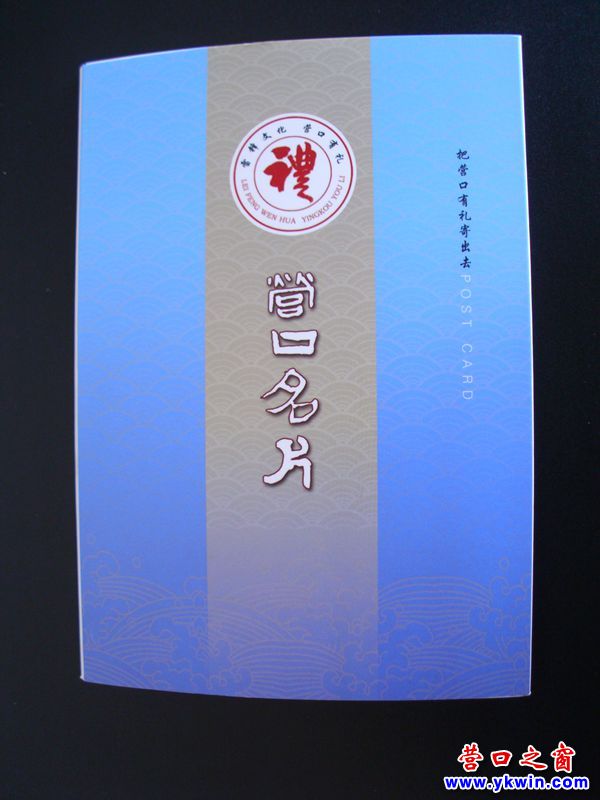 雷锋文化 营口有礼
禮
LEI FENG WEN HUA YINGKOU YOU LI
营口名片
把营口有礼寄出去
POST CARD
营口之窗
www.ykwin.com